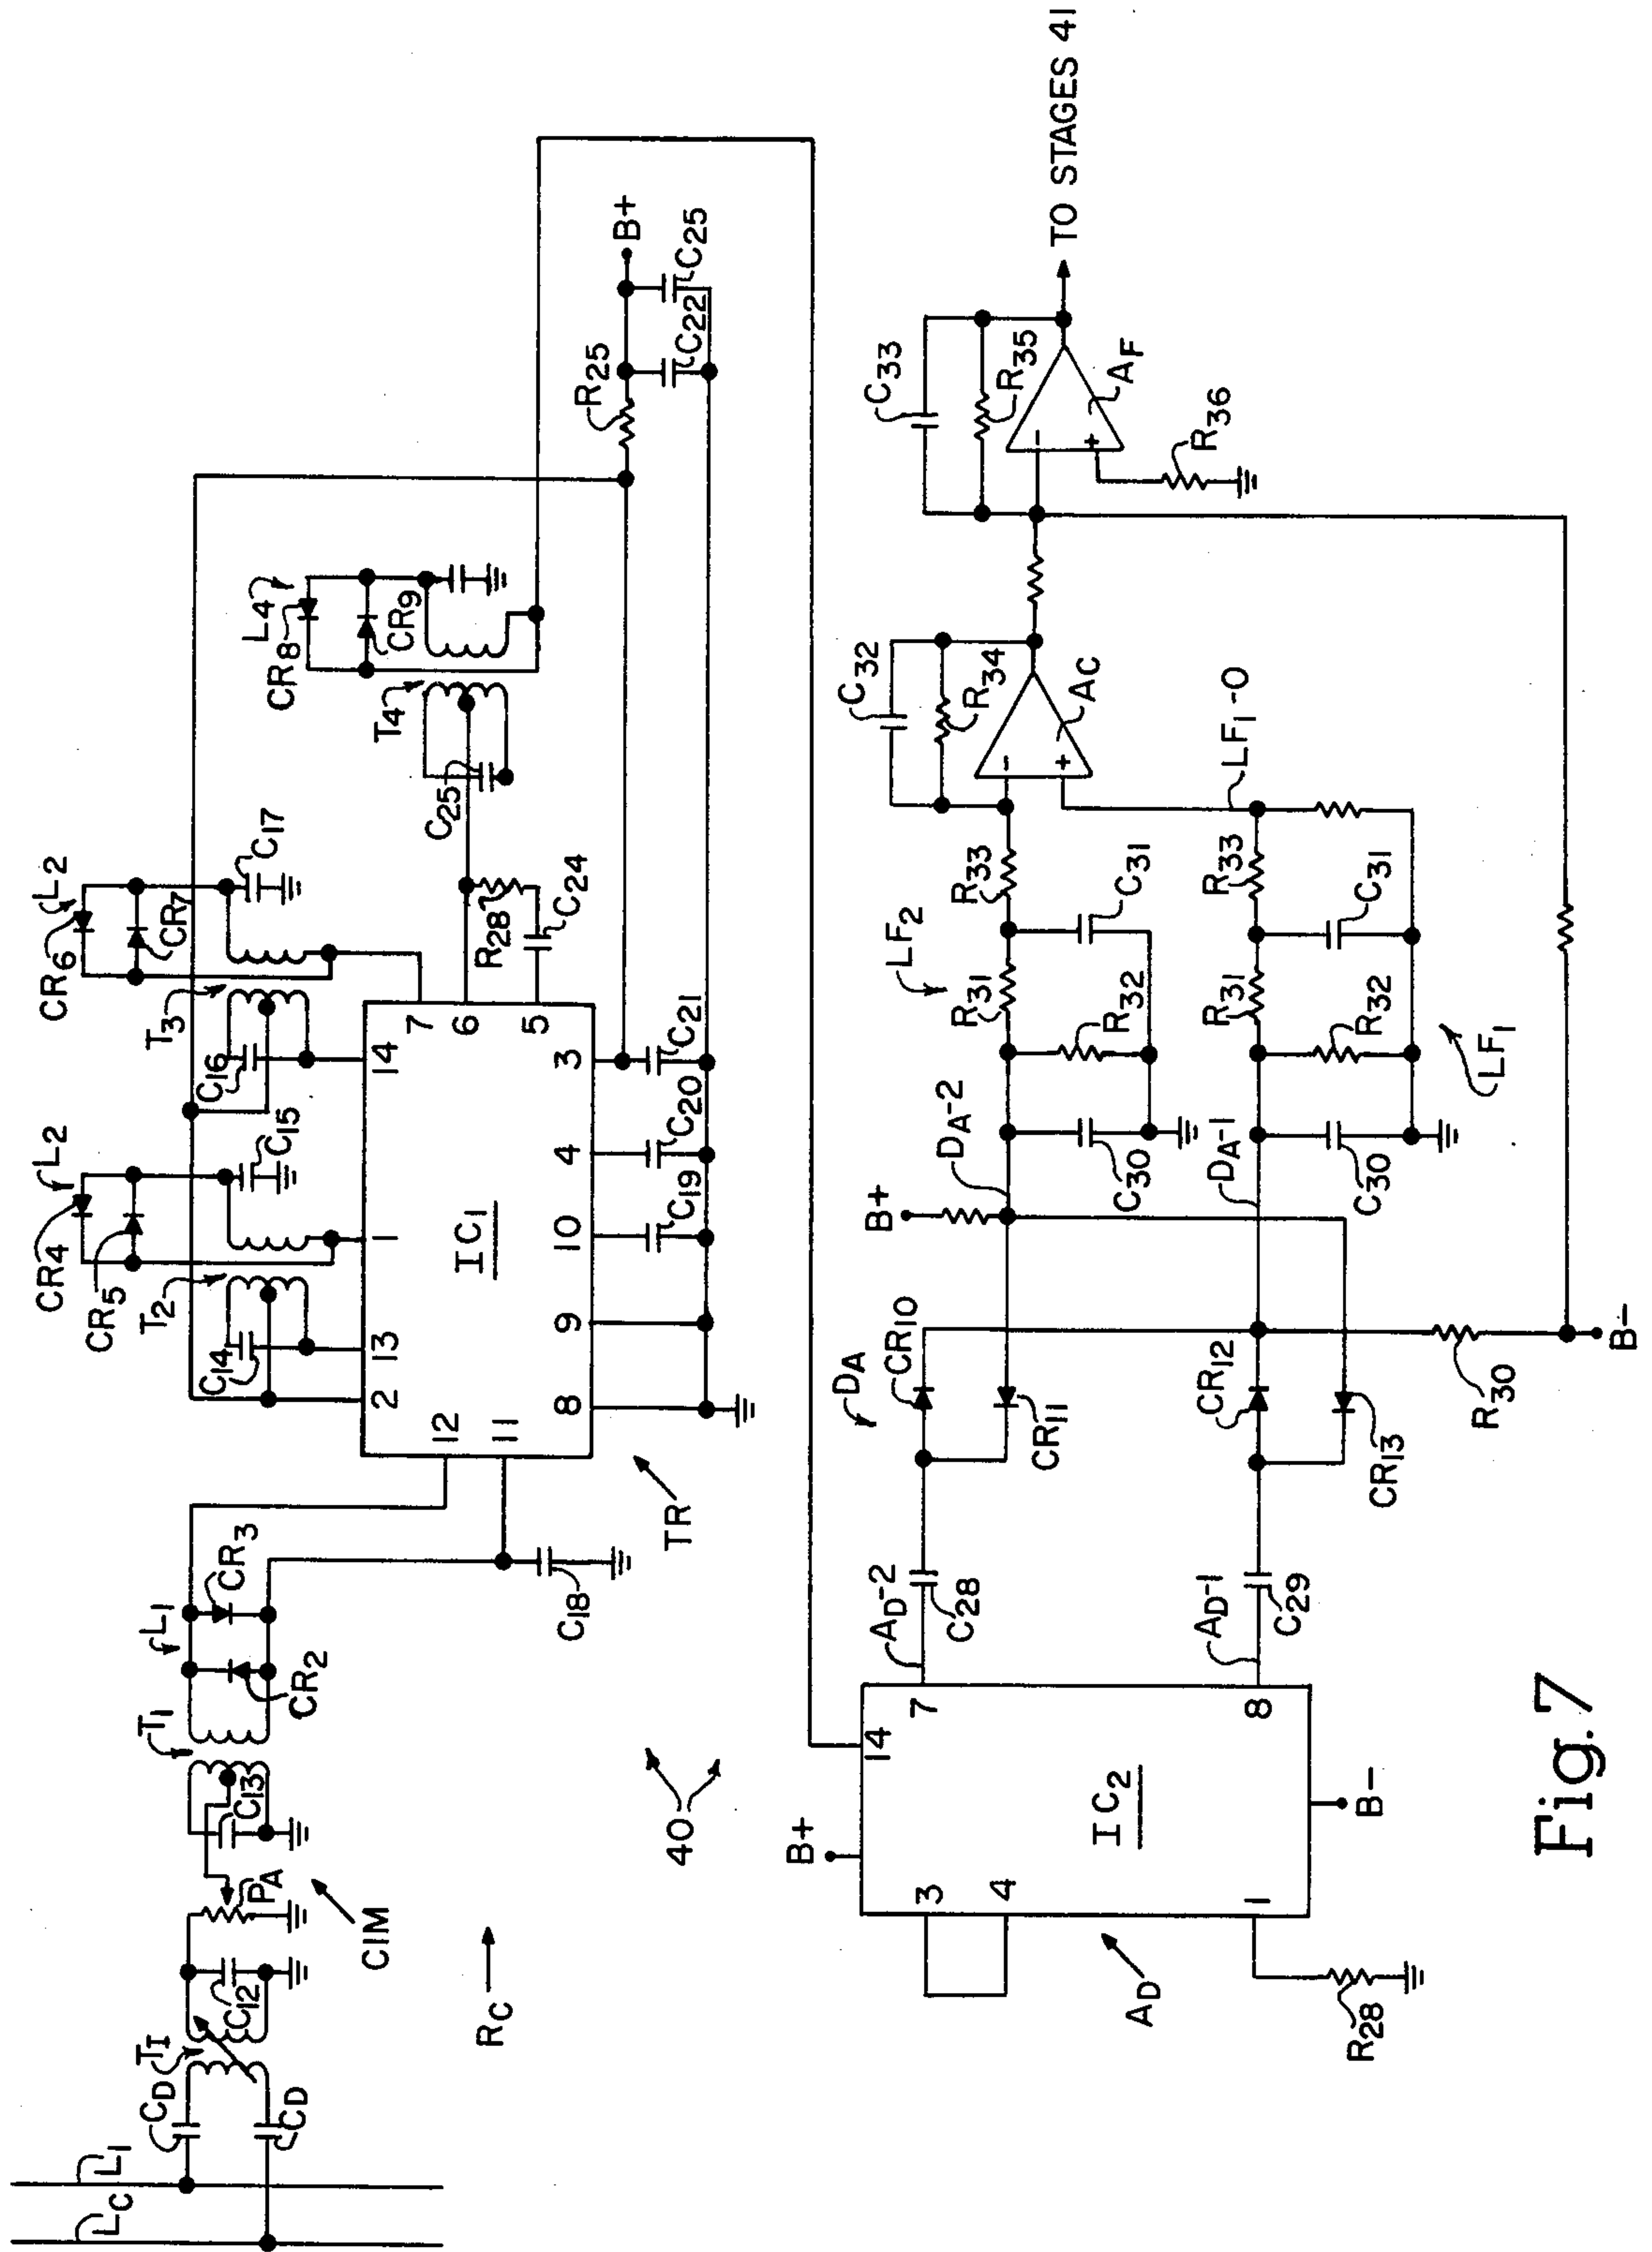 LC
L1
CD
CD
TI
C12
PA
CIM
C13
T1
L1
CR2
CR3
C18
RC
40
TR
IC1
12
11
2
13
1
14
7
6
5
3
4
10
9
8
C14
T2
CR4
CR5
L2
C15
C16
T3
CR6
CR7
L2
C17
R28
C24
C25
T4
CR8
L4
CR9
C19
C20
C21
R25
C22
C25
B+
B+
IC2
3
4
1
14
7
8
B-
AD
R28
AD-2
C28
AD-1
C29
DA
CR10
CR11
CR12
CR13
R30
B-
B+
DA-2
DA-1
C30
R32
R31
LF2
R33
C31
C30
R32
R31
R33
C31
LF1
LF1-O
C32
R34
-
+
AC
C33
R35
-
+
AF
R36
TO STAGES 41
Fig.7